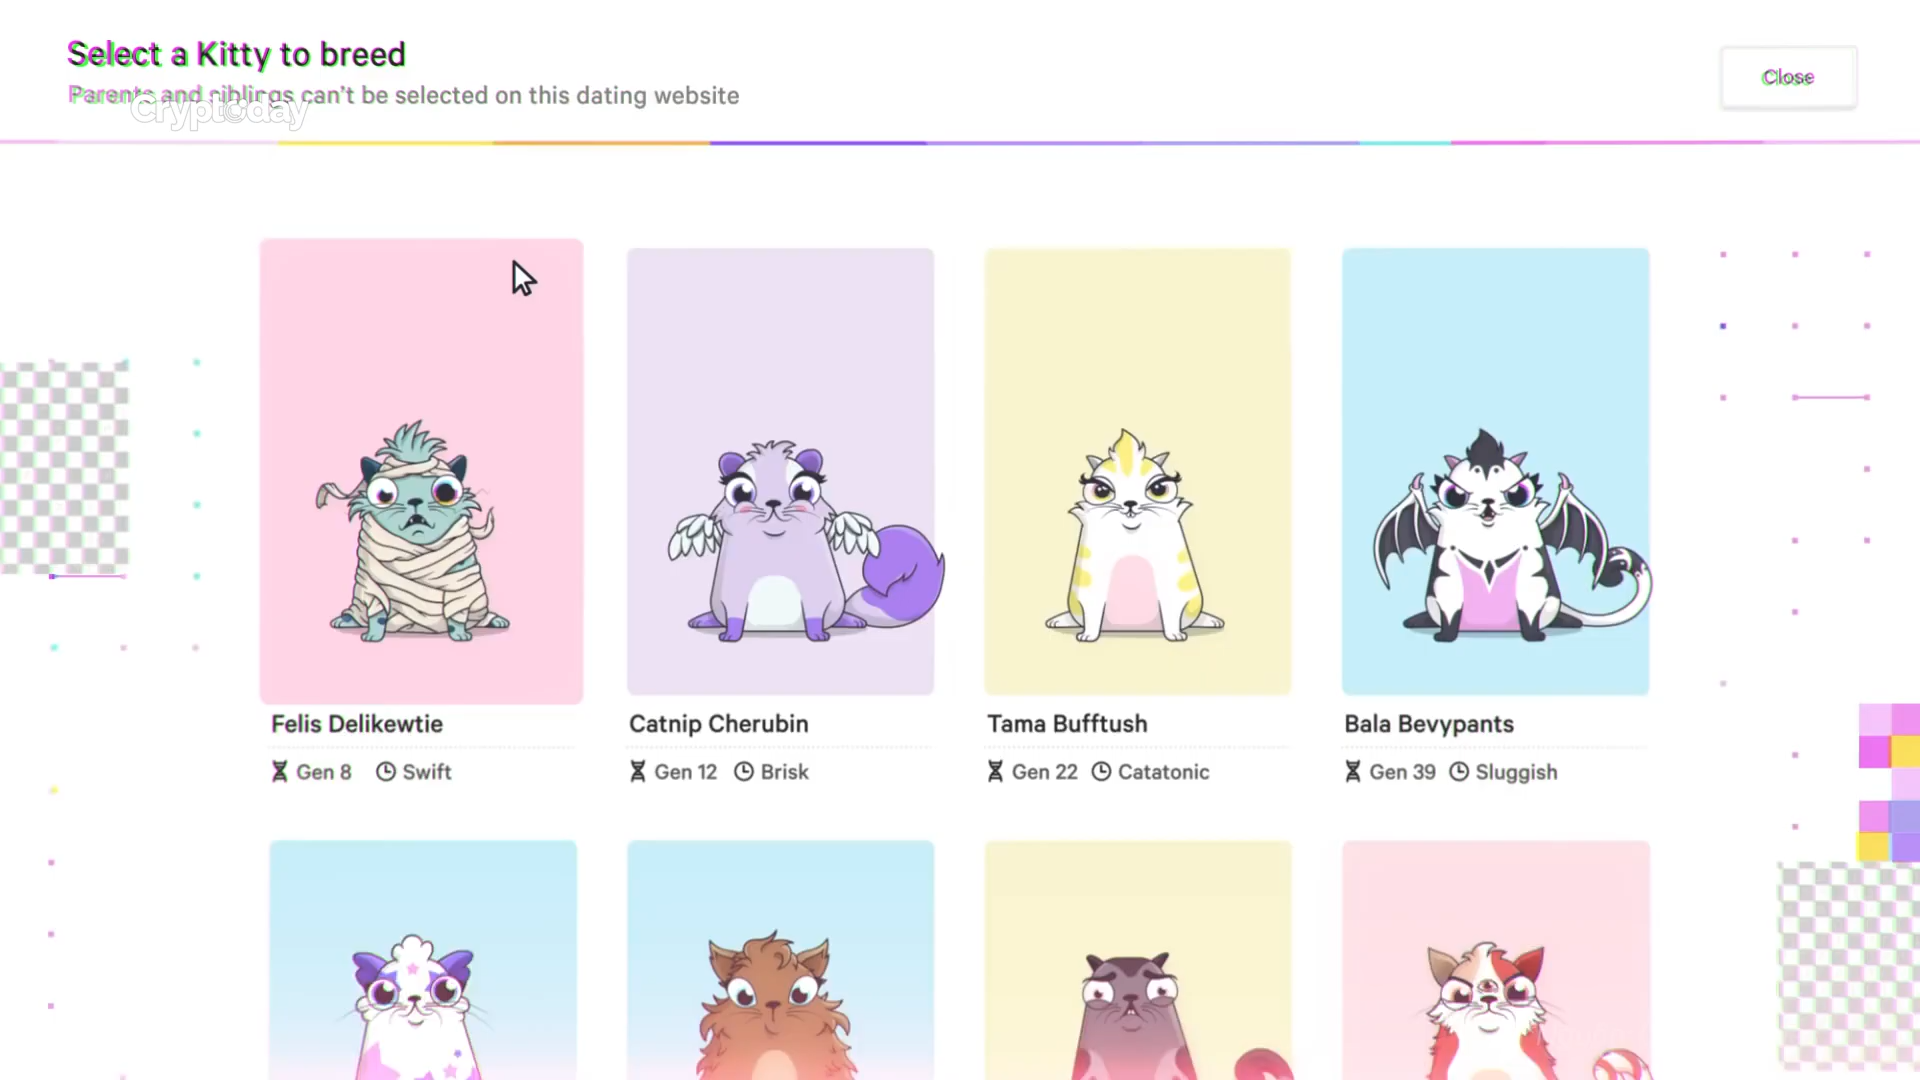 Select a Kitty to breed
Parents and siblings can't be selected on this dating website
Cryptoday
Close
Felis Delikewtie
Catnip Cherubin
Tama Bufftush
Bala Bevypants
Gen 8 Swift
Gen 12 Brisk
Gen 22 Catatonic
Gen 39 Sluggish